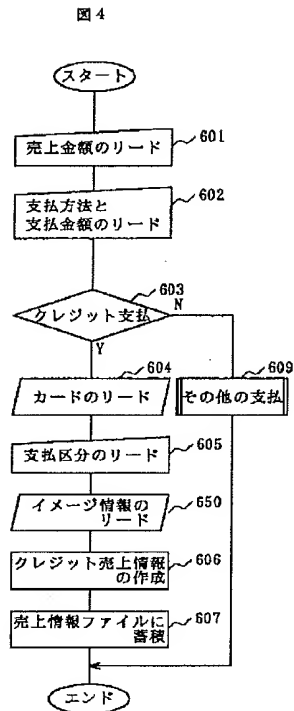 図4
スタート
売上金額のリード
601
支払方法と
支払金額のリード
602
クレジット支払
603
N
Y
カードのリード
604
その他の支払
609
支払区分のリード
605
イメージ情報の
リード
650
クレジット売上情報
の作成
606
売上情報ファイルに
蓄積
607
エンド